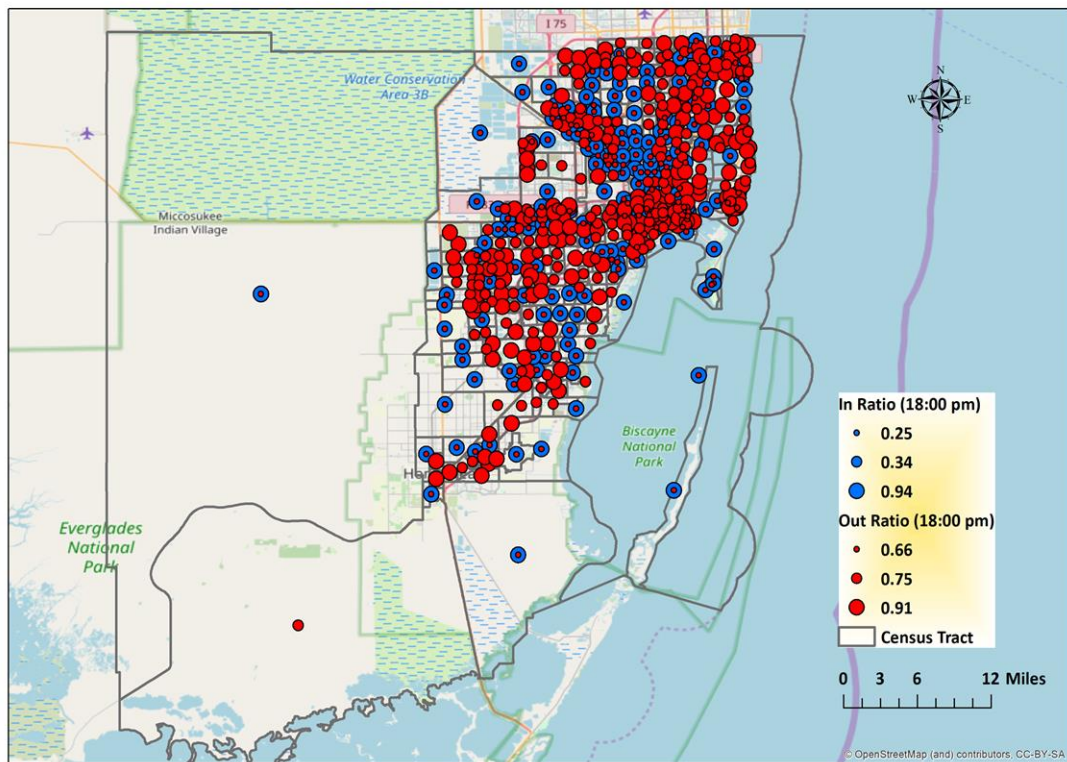 I 75
Water Conservation
Area 3B
N
W
E
S
Miccosukee
Indian Village
In Ratio (18:00 pm)
0.25
0.34
0.94
Out Ratio (18:00 pm)
0.66
0.75
0.91
Census Tract
Biscayne
National
Park
Everglades
National
Park
0 3 6 12 Miles
© OpenStreetMap (and) contributors, CC-BY-SA